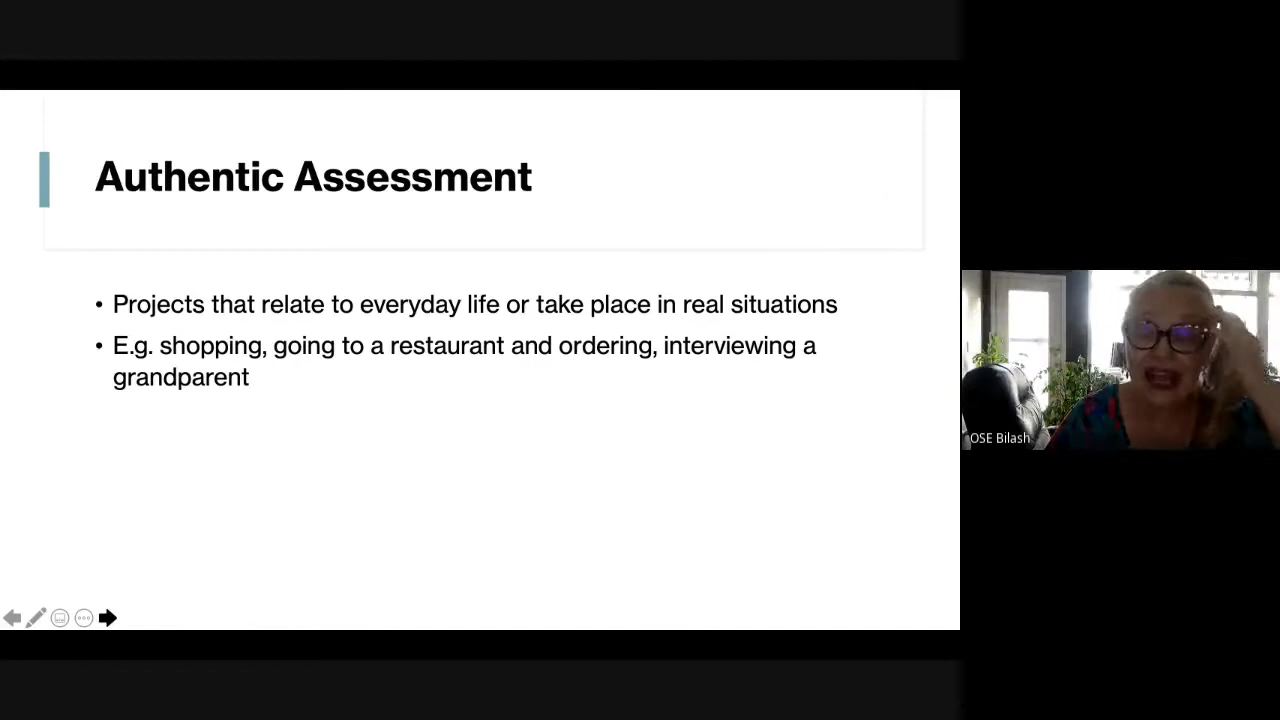 Authentic Assessment
• Projects that relate to everyday life or take place in real situations
• E.g. shopping, going to a restaurant and ordering, interviewing a
grandparent
OSE Bilash